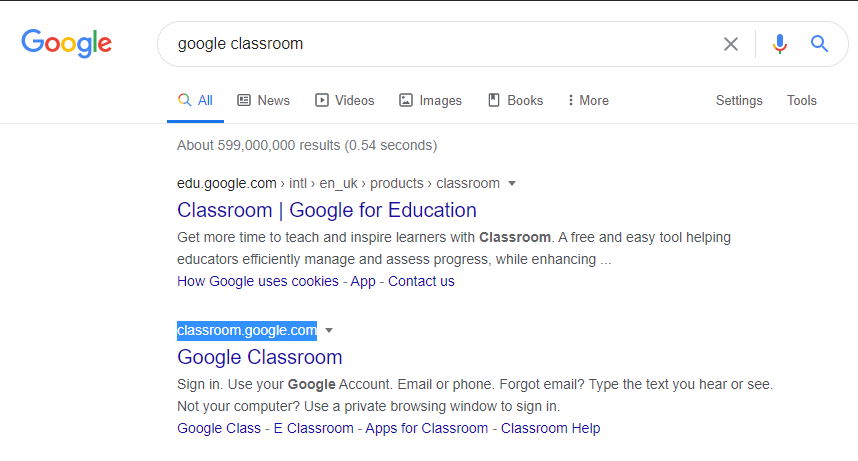 Google
google classroom
All News Videos Images Books More Settings Tools
About 599,000,000 results (0.54 seconds)
edu.google.com › intl › en_uk › products › classroom
Classroom | Google for Education
Get more time to teach and inspire learners with Classroom. A free and easy tool helping
educators efficiently manage and assess progress, while enhancing ...
How Google uses cookies - App - Contact us
classroom.google.com
Google Classroom
Sign in. Use your Google Account. Email or phone. Forgot email? Type the text you hear or see.
Not your computer? Use a private browsing window to sign in.
Google Class - E Classroom - Apps for Classroom - Classroom Help